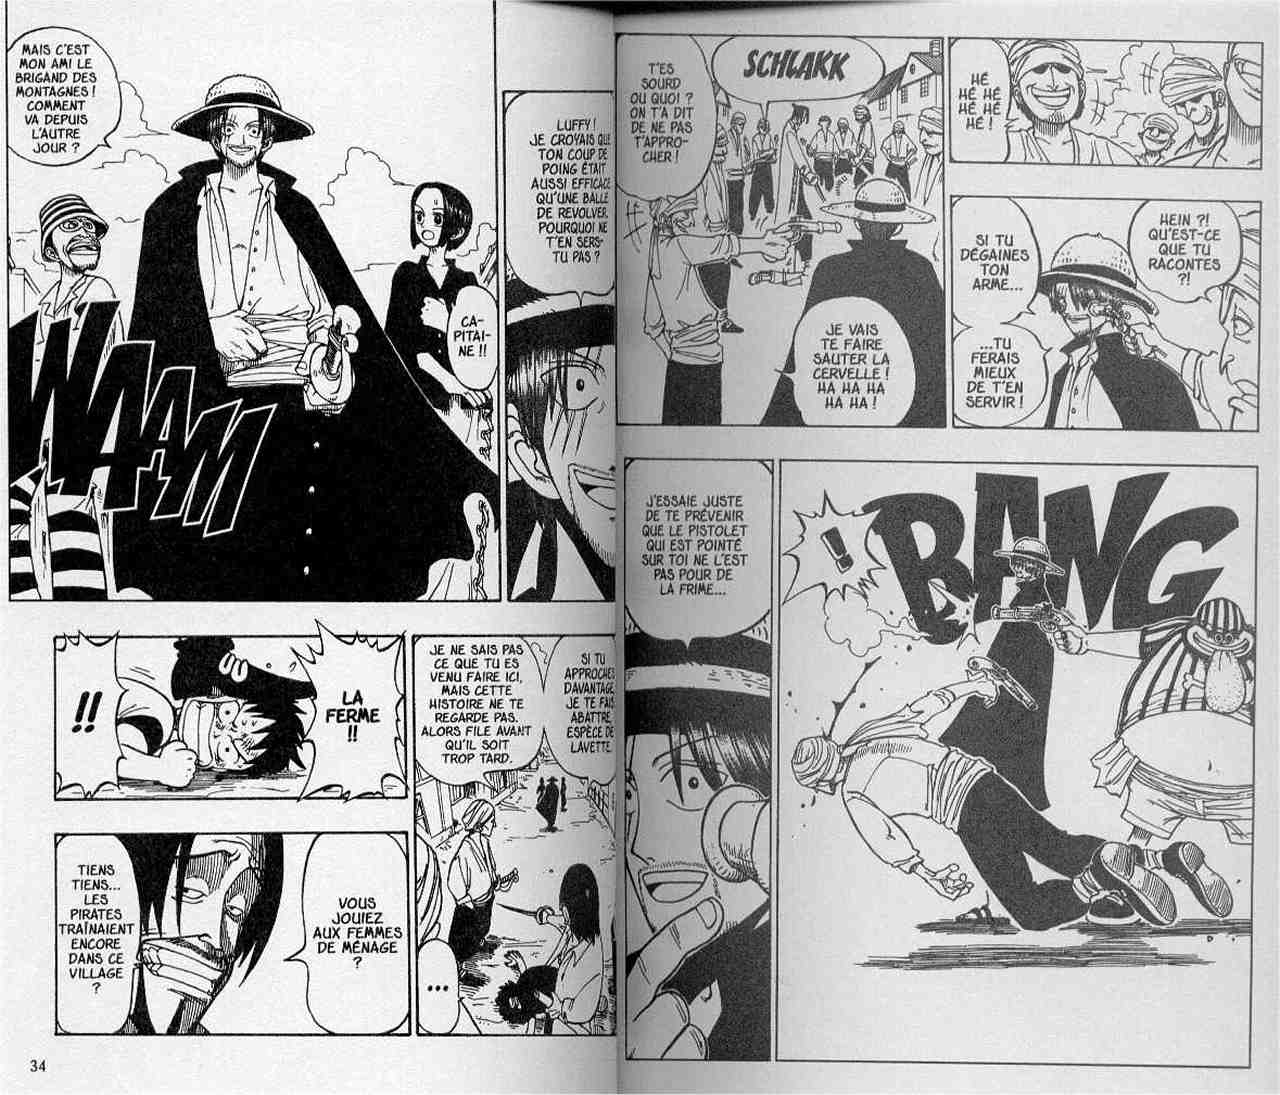 MAIS C'EST
MON AMI LE
BRIGAND DES
MONTAGNES !
COMMENT
VA DEPUIS
L'AUTRE
JOUR ?
CA-
PITAI-
NE !!
WAAAM
LUFFY !
JE CROYAIS QUE
TON COUP DE
POING ÉTAIT
AUSSI EFFICACE
QU'UNE BALLE
DE REVOLVER.
POURQUOI NE
T'EN SERS-
TU PAS ?
!!
LA
FERME
!!
TIENS
TIENS...
LES
PIRATES
TRAÎNAIENT
ENCORE
DANS CE
VILLAGE
?
VOUS
JOUIEZ
AUX FEMMES
DE MÉNAGE
?
JE NE SAIS PAS
CE QUE TU ES
VENU FAIRE ICI,
MAIS CETTE
HISTOIRE NE TE
REGARDE PAS.
ALORS FILE AVANT
QU'IL SOIT
TROP TARD.
SI TU
APPROCHES
DAVANTAGE,
JE TE FAIS
ABATTRE,
ESPÈCE DE
LAVETTE.
...
34
T'ES
SOURD
OU QUOI ?
ON T'A DIT
DE NE PAS
T'APPRO-
CHER !
SCHLAKK
JE VAIS
TE FAIRE
SAUTER LA
CERVELLE !
HA HA HA
HA HA !
HÉ
HÉ HÉ
HÉ HÉ
HÉ !
SI TU
DÉGAINES
TON
ARME...
...TU
FERAIS
MIEUX
DE T'EN
SERVIR !
HEIN ?!
QU'EST-CE
QUE TU
RACONTES
?!
J'ESSAIE JUSTE
DE TE PRÉVENIR
QUE LE PISTOLET
QUI EST POINTÉ
SUR TOI NE L'EST
PAS POUR DE
LA FRIME...
!
BANG